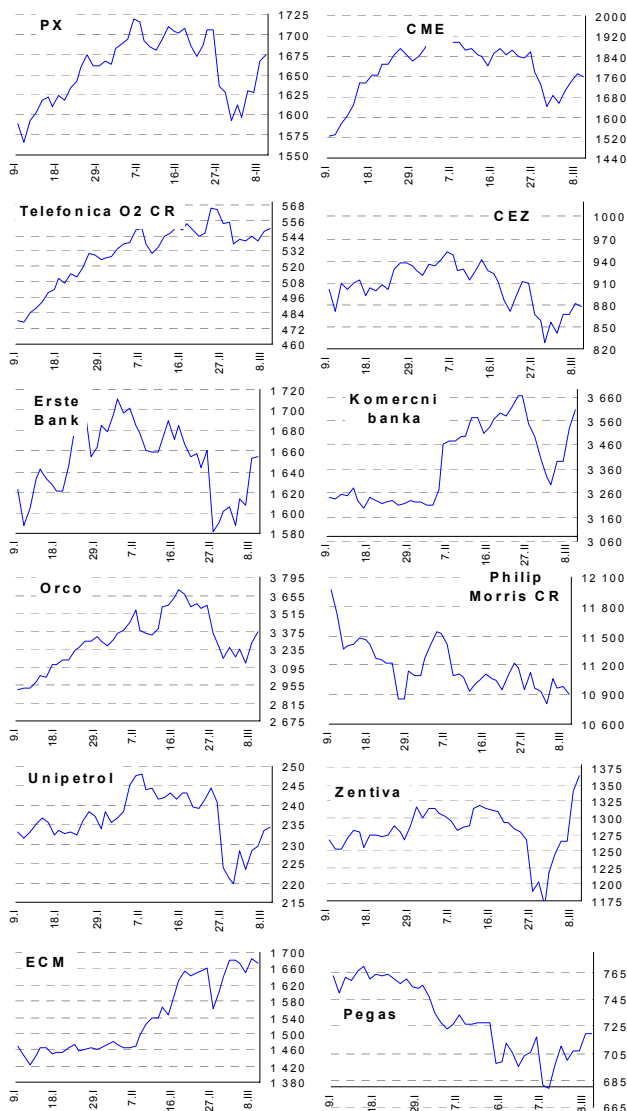 PX
1725
1700
1675
1650
1625
1600
1575
1550
9-I
18-I
29-I
7-II
16-II
27-II
8-III
CME
2000
1920
1840
1760
1680
1600
1520
1440
9.I
18.I
29.I
7.II
16.II
27.II
8.III
Telefonica O2 CR
568
556
544
532
520
508
496
484
472
460
9.I
18.I
29.I
7.II
16.II
27.II
8.III
CEZ
1000
970
940
910
880
850
820
9.I
18.I
29.I
7.II
16.II
27.II
8.III
Erste
Bank
1 720
1 700
1 680
1 660
1 640
1 620
1 600
1 580
9.I
18.I
29.I
7.II
16.II
27.II
8.III
Komercni
banka
3 660
3 560
3 460
3 360
3 260
3 160
3 060
9.I
18.I
29.I
7.II
16.II
27.II
8.III
Orco
3 795
3 655
3 515
3 375
3 235
3 095
2 955
2 815
2 675
9.I
18.I
29.I
7.II
16.II
27.II
8.III
Philip
Morris CR
12 100
11 800
11 500
11 200
10 900
10 600
9.I
18.I
29.I
7.II
16.II
27.II
8.III
Unipetrol
250
245
240
235
230
225
220
215
9.I
18.I
29.I
7.II
16.II
27.II
8.III
Zentiva
1375
1350
1325
1300
1275
1250
1225
1200
1175
9.I
18.I
29.I
7.II
16.II
27.II
8.III
ECM
1 700
1 660
1 620
1 580
1 540
1 500
1 460
1 420
1 380
9.I
18.I
29.I
7.II
16.II
27.II
8.III
Pegas
765
745
725
705
685
665
9.I
18.I
29.I
7.II
16.II
27.II
8.III